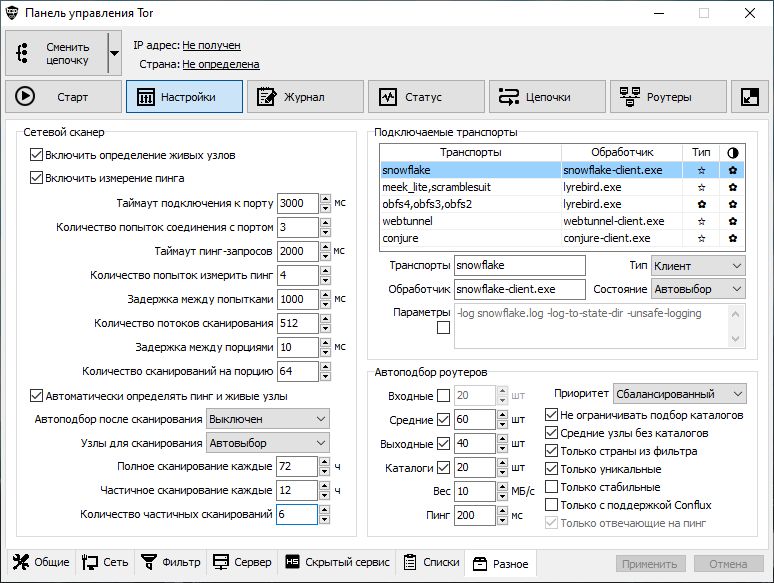 Панель управления Tor
Сменить цепочку
IP адрес: Не получен
Страна: Не определена
Старт
Настройки
Журнал
Статус
Цепочки
Роутеры
Сетевой сканер
Включить определение живых узлов
Включить измерение пинга
Таймаут подключения к порту 3000 мс
Количество попыток соединения с портом 3
Таймаут пинг-запросов 2000 мс
Количество попыток измерить пинг 4
Задержка между попытками 1000 мс
Количество потоков сканирования 512
Задержка между порциями 10 мс
Количество сканирований на порцию 64
Автоматически определять пинг и живые узлы
Автоподбор после сканирования Выключен
Узлы для сканирования Автовыбор
Полное сканирование каждые 72 ч
Частичное сканирование каждые 12 ч
Количество частичных сканирований 6
Подключаемые транспорты
Транспорты Обработчик Тип
snowflake snowflake-client.exe
meek_lite,scramblesuit lyrebird.exe
obfs4,obfs3,obfs2 lyrebird.exe
webtunnel webtunnel-client.exe
conjure conjure-client.exe
Транспорты snowflake Тип Клиент
Обработчик snowflake-client.exe Состояние Автовыбор
Параметры -log snowflake.log -log-to-state-dir -unsafe-logging
Автоподбор роутеров
Входные 20 шт
Средние 60 шт
Выходные 40 шт
Каталоги 20 шт
Вес 10 МБ/с
Пинг 200 мс
Приоритет Сбалансированный
Не ограничивать подбор каталогов
Средние узлы без каталогов
Только страны из фильтра
Только уникальные
Только стабильные
Только с поддержкой Conflux
Только отвечающие на пинг
Общие
Сеть
Фильтр
Сервер
HS Скрытый сервис
Списки
Разное
Применить
Отмена